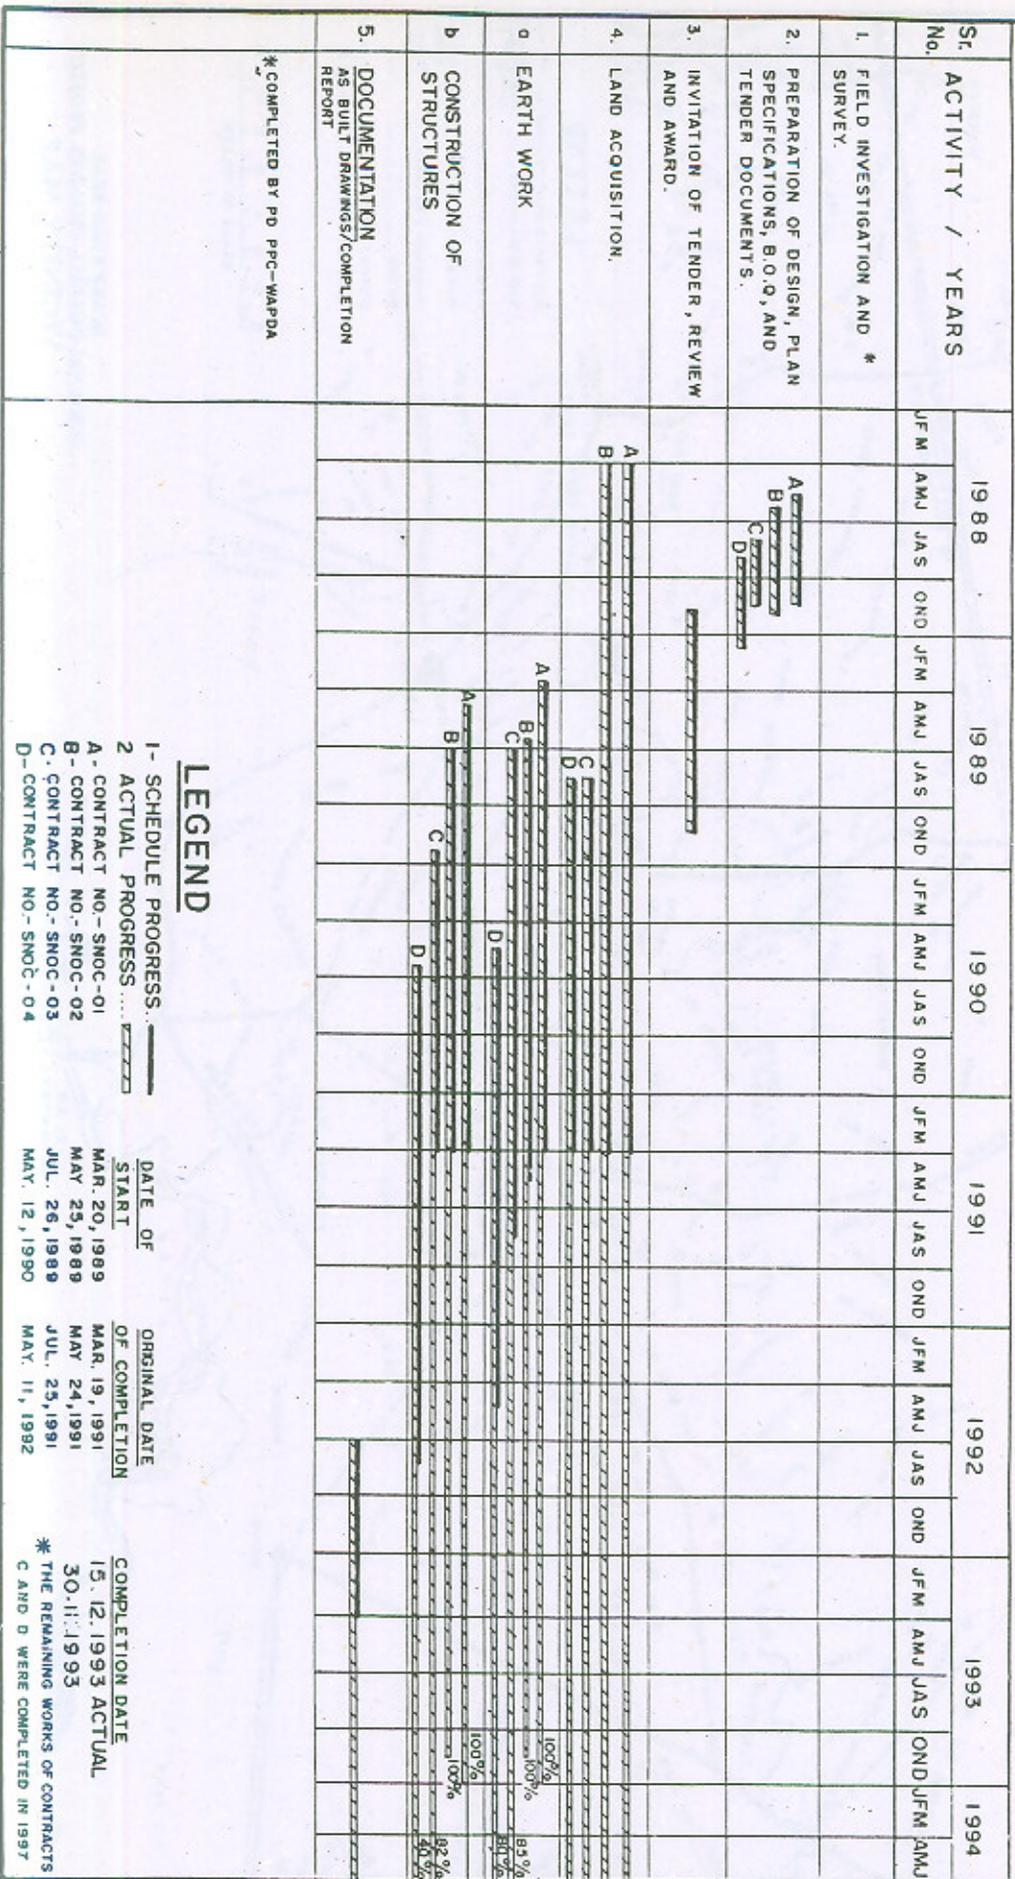 Sr.
No.
ACTIVITY / YEARS
1988
1989
1990
1991
1992
1993
1994
JFM AMJ JAS OND JFM AMJ JAS OND JFM AMJ JAS OND JFM AMJ JAS OND JFM AMJ JAS OND JFM AMJ JAS OND JFM AMJ
1. FIELD INVESTIGATION AND *
SURVEY.
2. PREPARATION OF DESIGN, PLAN
SPECIFICATIONS, B.O.Q, AND
TENDER DOCUMENTS.
A
B
C
D
3. INVITATION OF TENDER, REVIEW
AND AWARD.
4. LAND ACQUISITION.
A
B
C
D
a EARTH WORK
A
B
C
D
100%
100%
85%
80%
b CONSTRUCTION OF
STRUCTURES
A
B
C
D
100%
100%
82%
40%
5. DOCUMENTATION
AS BUILT DRAWINGS/COMPLETION
REPORT
*COMPLETED BY PD PPC-WAPDA
LEGEND
1- SCHEDULE PROGRESS..
2 ACTUAL PROGRESS ....
DATE OF
START
ORIGINAL DATE
OF COMPLETION
COMPLETION DATE
A- CONTRACT NO.- SNOC-01 MAR. 20, 1989 MAR. 19, 1991 15. 12. 1993 ACTUAL
B- CONTRACT NO.- SNOC-02 MAY 25, 1989 MAY 24, 1991 30-11-1993
C. CONTRACT NO.- SNOC-03 JUL. 26, 1989 JUL. 25, 1991 * THE REMAINING WORKS OF CONTRACTS
D- CONTRACT NO.- SNOC-04 MAY. 12, 1990 MAY. 11, 1992 C AND D WERE COMPLETED IN 1997